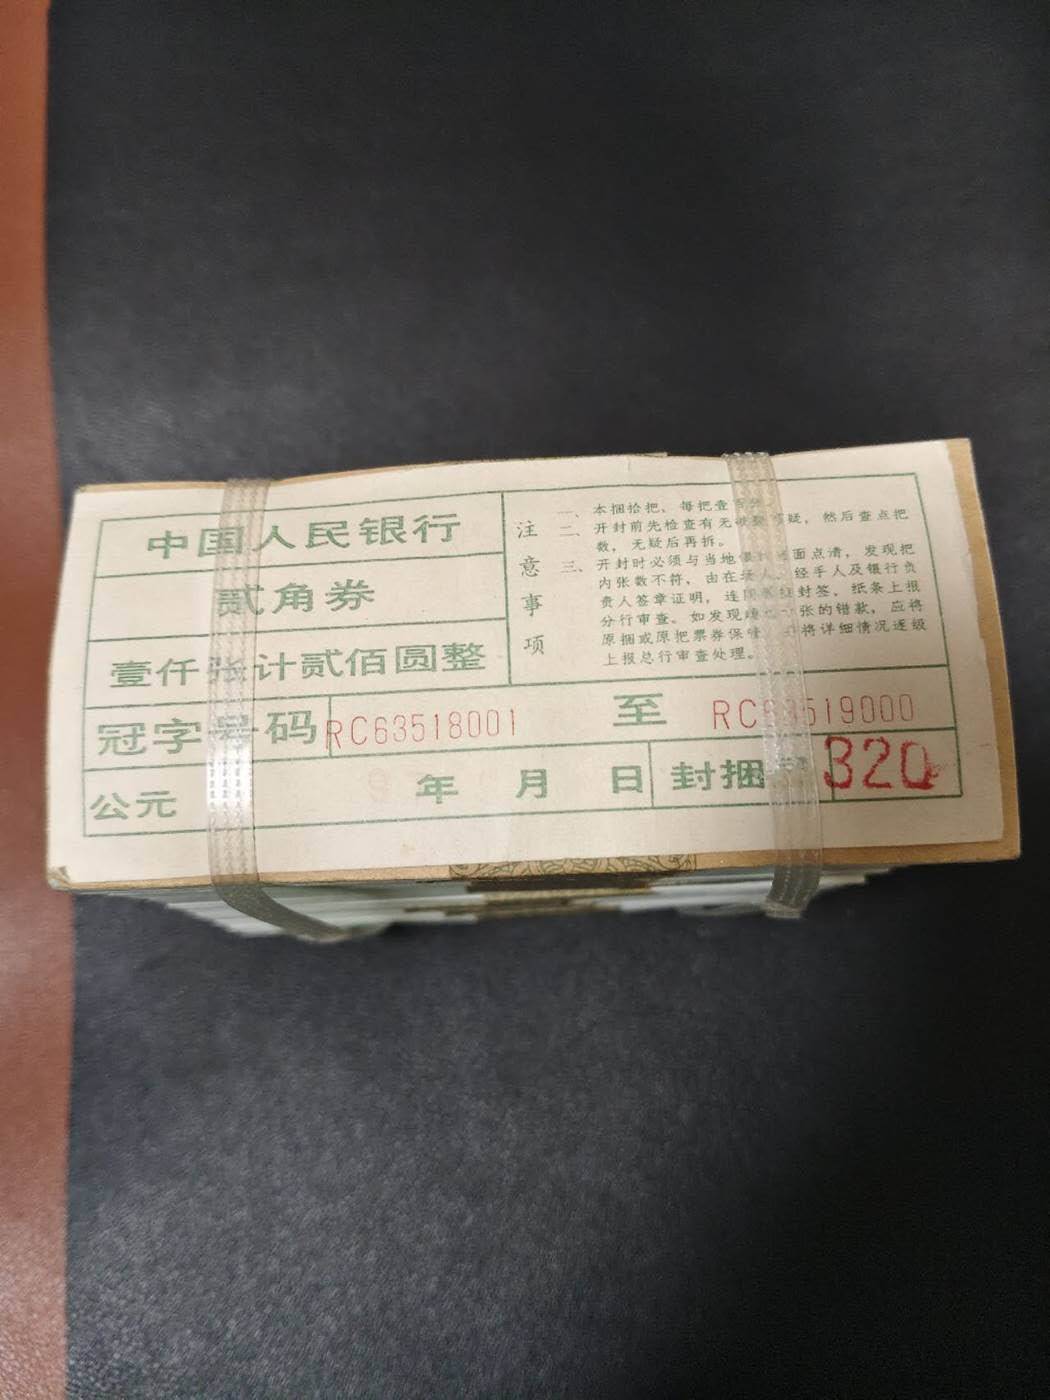 中国人民银行
贰角券
壹仟张计贰佰圆整
注意事项
一、本捆拾把，每把壹
二、开封前先检查有无 疑，然后查点把
数，无疑后再拆。
三、开封时必须与当地 面点清，发现把
内张数不符，由在 经手人及银行负
责人签章证明，连同 封签，纸条上报
分行审查。如发现 张的错款，应将
原捆或原把票券保 将详细情况逐级
上报总行审查处理。
冠字号码 RC63518001 至 RC63519000
公元 9 年 月 日 封捆 320